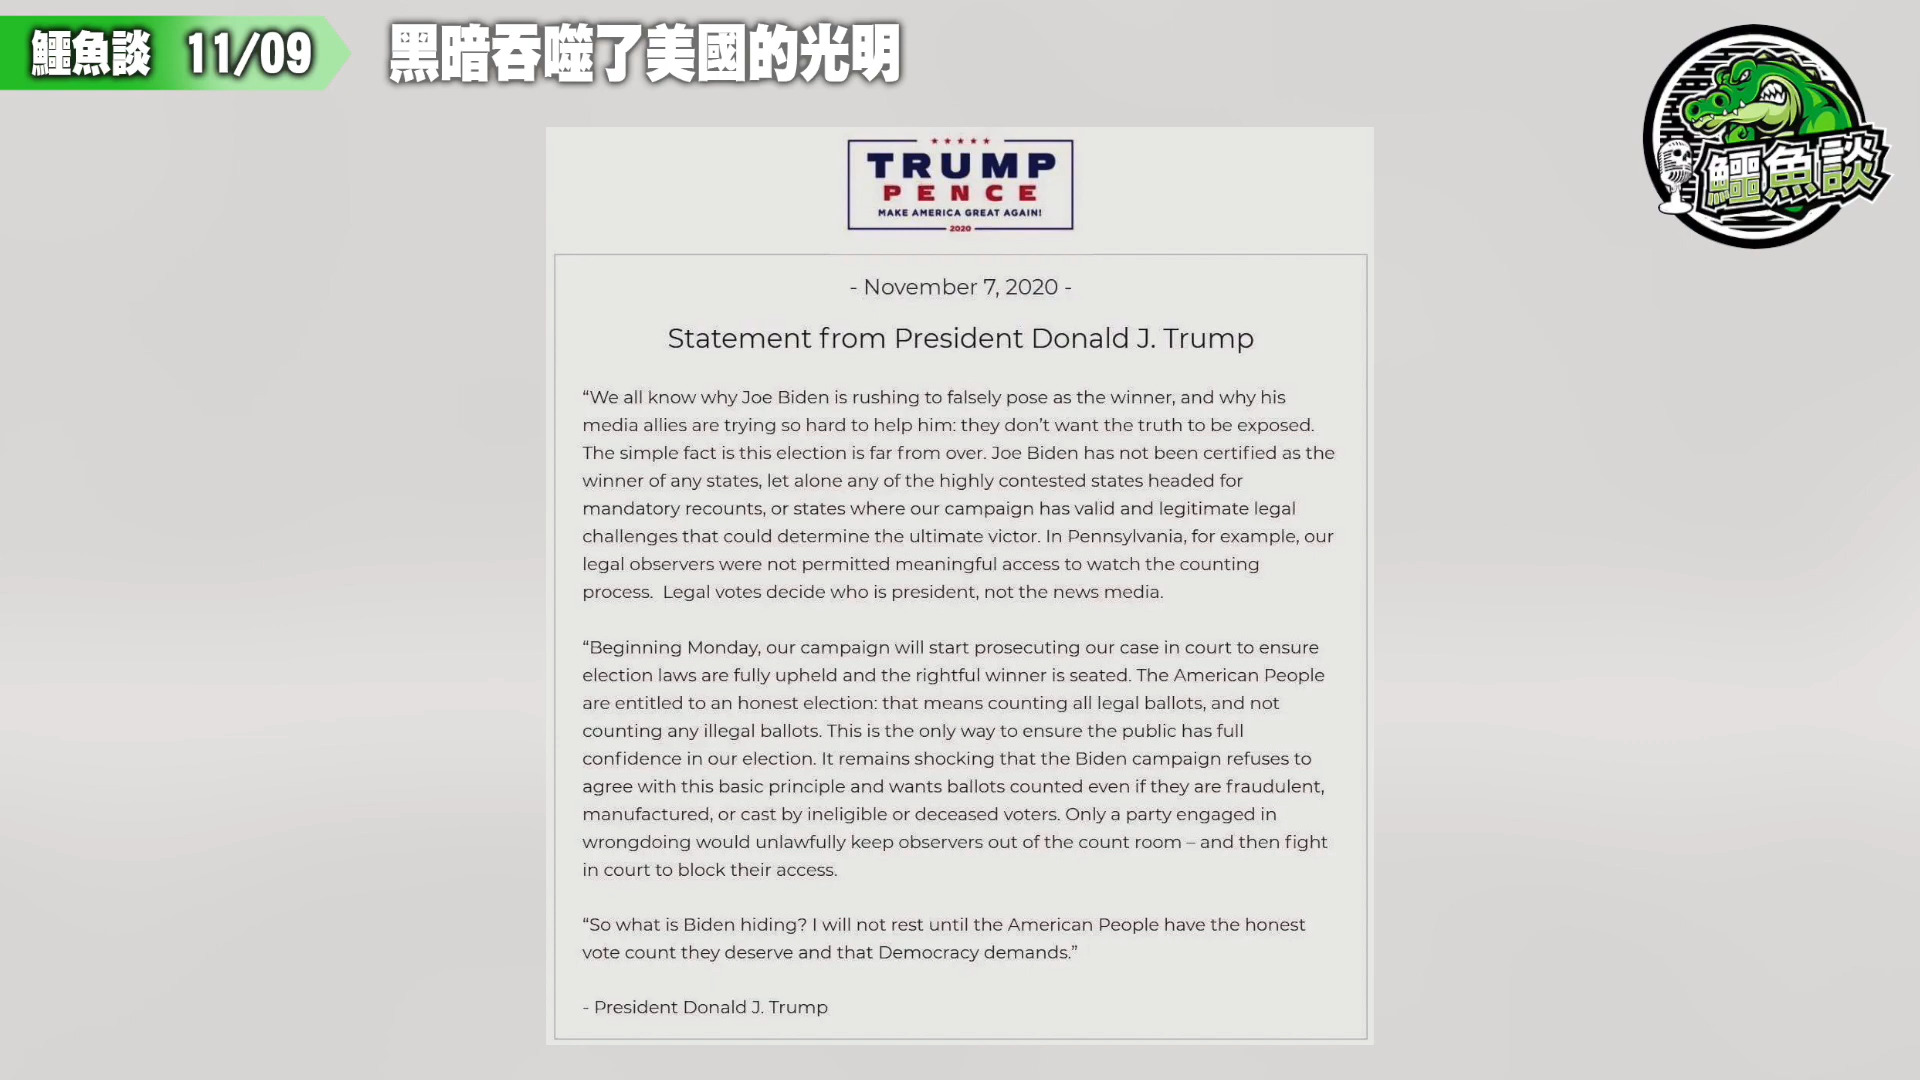 鱷魚談 11/09 黑暗吞噬了美國的光明
鱷魚談
TRUMP
PENCE
MAKE AMERICA GREAT AGAIN!
2020
- November 7, 2020 -
Statement from President Donald J. Trump
“We all know why Joe Biden is rushing to falsely pose as the winner, and why his
media allies are trying so hard to help him: they don’t want the truth to be exposed.
The simple fact is this election is far from over. Joe Biden has not been certified as the
winner of any states, let alone any of the highly contested states headed for
mandatory recounts, or states where our campaign has valid and legitimate legal
challenges that could determine the ultimate victor. In Pennsylvania, for example, our
legal observers were not permitted meaningful access to watch the counting
process.  Legal votes decide who is president, not the news media.
“Beginning Monday, our campaign will start prosecuting our case in court to ensure
election laws are fully upheld and the rightful winner is seated. The American People
are entitled to an honest election: that means counting all legal ballots, and not
counting any illegal ballots. This is the only way to ensure the public has full
confidence in our election. It remains shocking that the Biden campaign refuses to
agree with this basic principle and wants ballots counted even if they are fraudulent,
manufactured, or cast by ineligible or deceased voters. Only a party engaged in
wrongdoing would unlawfully keep observers out of the count room – and then fight
in court to block their access.
“So what is Biden hiding? I will not rest until the American People have the honest
vote count they deserve and that Democracy demands.”
- President Donald J. Trump